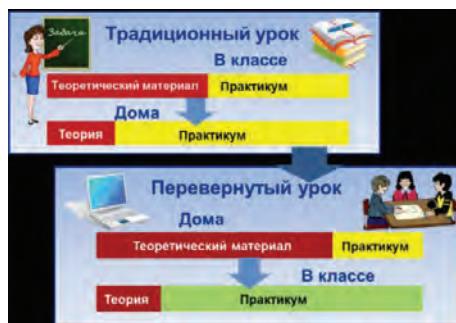 Задача
Традиционный урок
В классе
Теоретический материал Практикум
Дома
Теория Практикум
Перевернутый урок
Дома
Теоретический материал Практикум
В классе
Теория Практикум